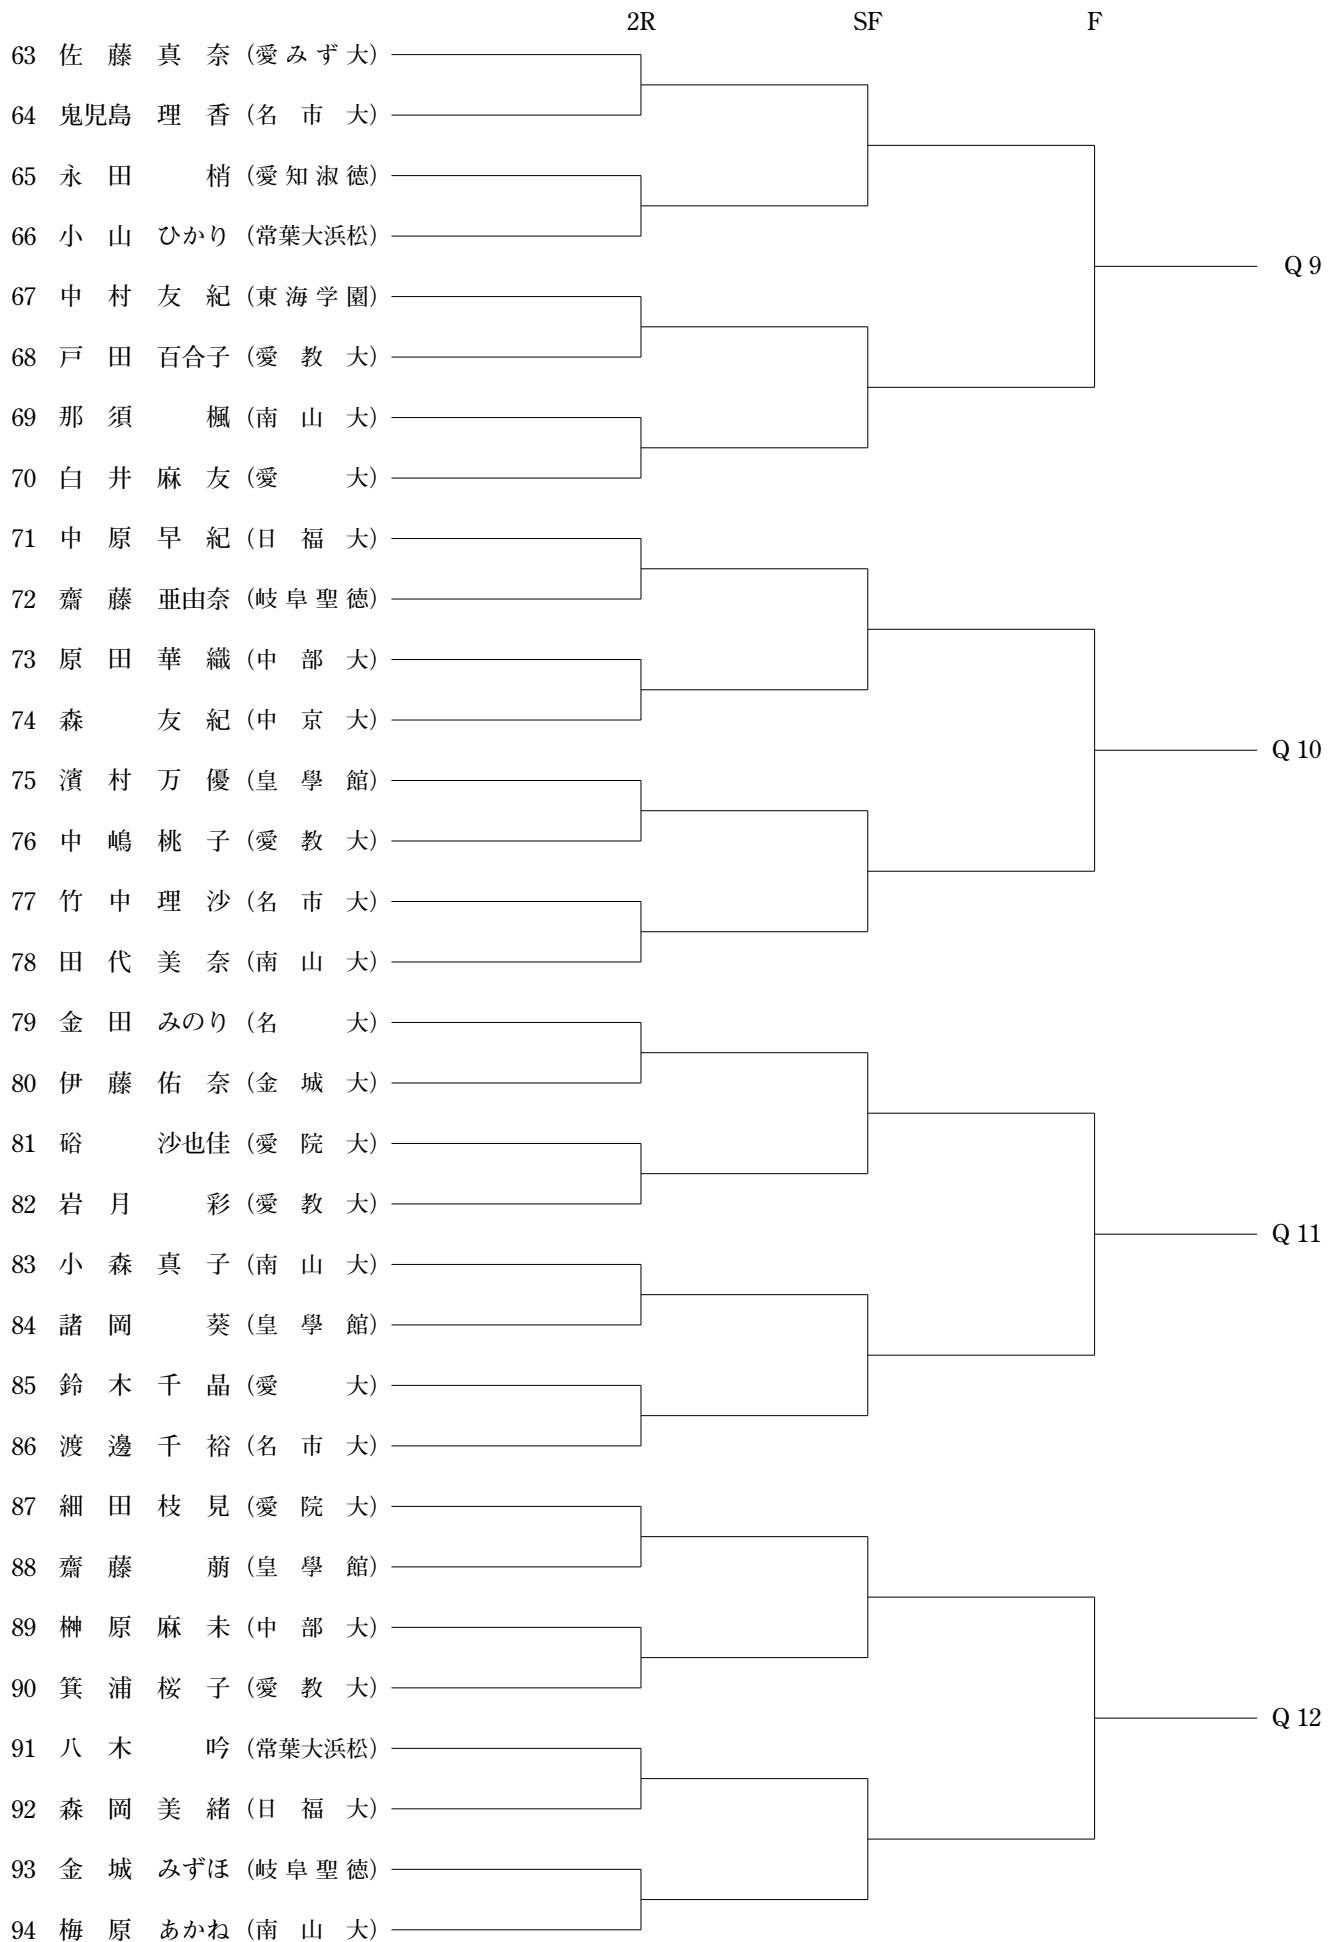 2R SF F
63 佐藤真奈 (愛みず大)
64 鬼児島理香 (名市大)
65 永田梢 (愛知淑徳)
66 小山ひかり (常葉大浜松)
Q 9
67 中村友紀 (東海学園)
68 戸田百合子 (愛教大)
69 那須楓 (南山大)
70 白井麻友 (愛大)
71 中原早紀 (日福大)
72 齋藤亜由奈 (岐阜聖徳)
73 原田華織 (中部大)
74 森友紀 (中京大)
Q 10
75 濱村万優 (皇學館)
76 中嶋桃子 (愛教大)
77 竹中理沙 (名市大)
78 田代美奈 (南山大)
79 金田みのり (名大)
80 伊藤佑奈 (金城大)
81 硲沙也佳 (愛院大)
82 岩月彩 (愛教大)
Q 11
83 小森真子 (南山大)
84 諸岡葵 (皇學館)
85 鈴木千晶 (愛大)
86 渡邊千裕 (名市大)
87 細田枝見 (愛院大)
88 齋藤萠 (皇學館)
89 榊原麻未 (中部大)
90 箕浦桜子 (愛教大)
Q 12
91 八木吟 (常葉大浜松)
92 森岡美緒 (日福大)
93 金城みずほ (岐阜聖徳)
94 梅原あかね (南山大)